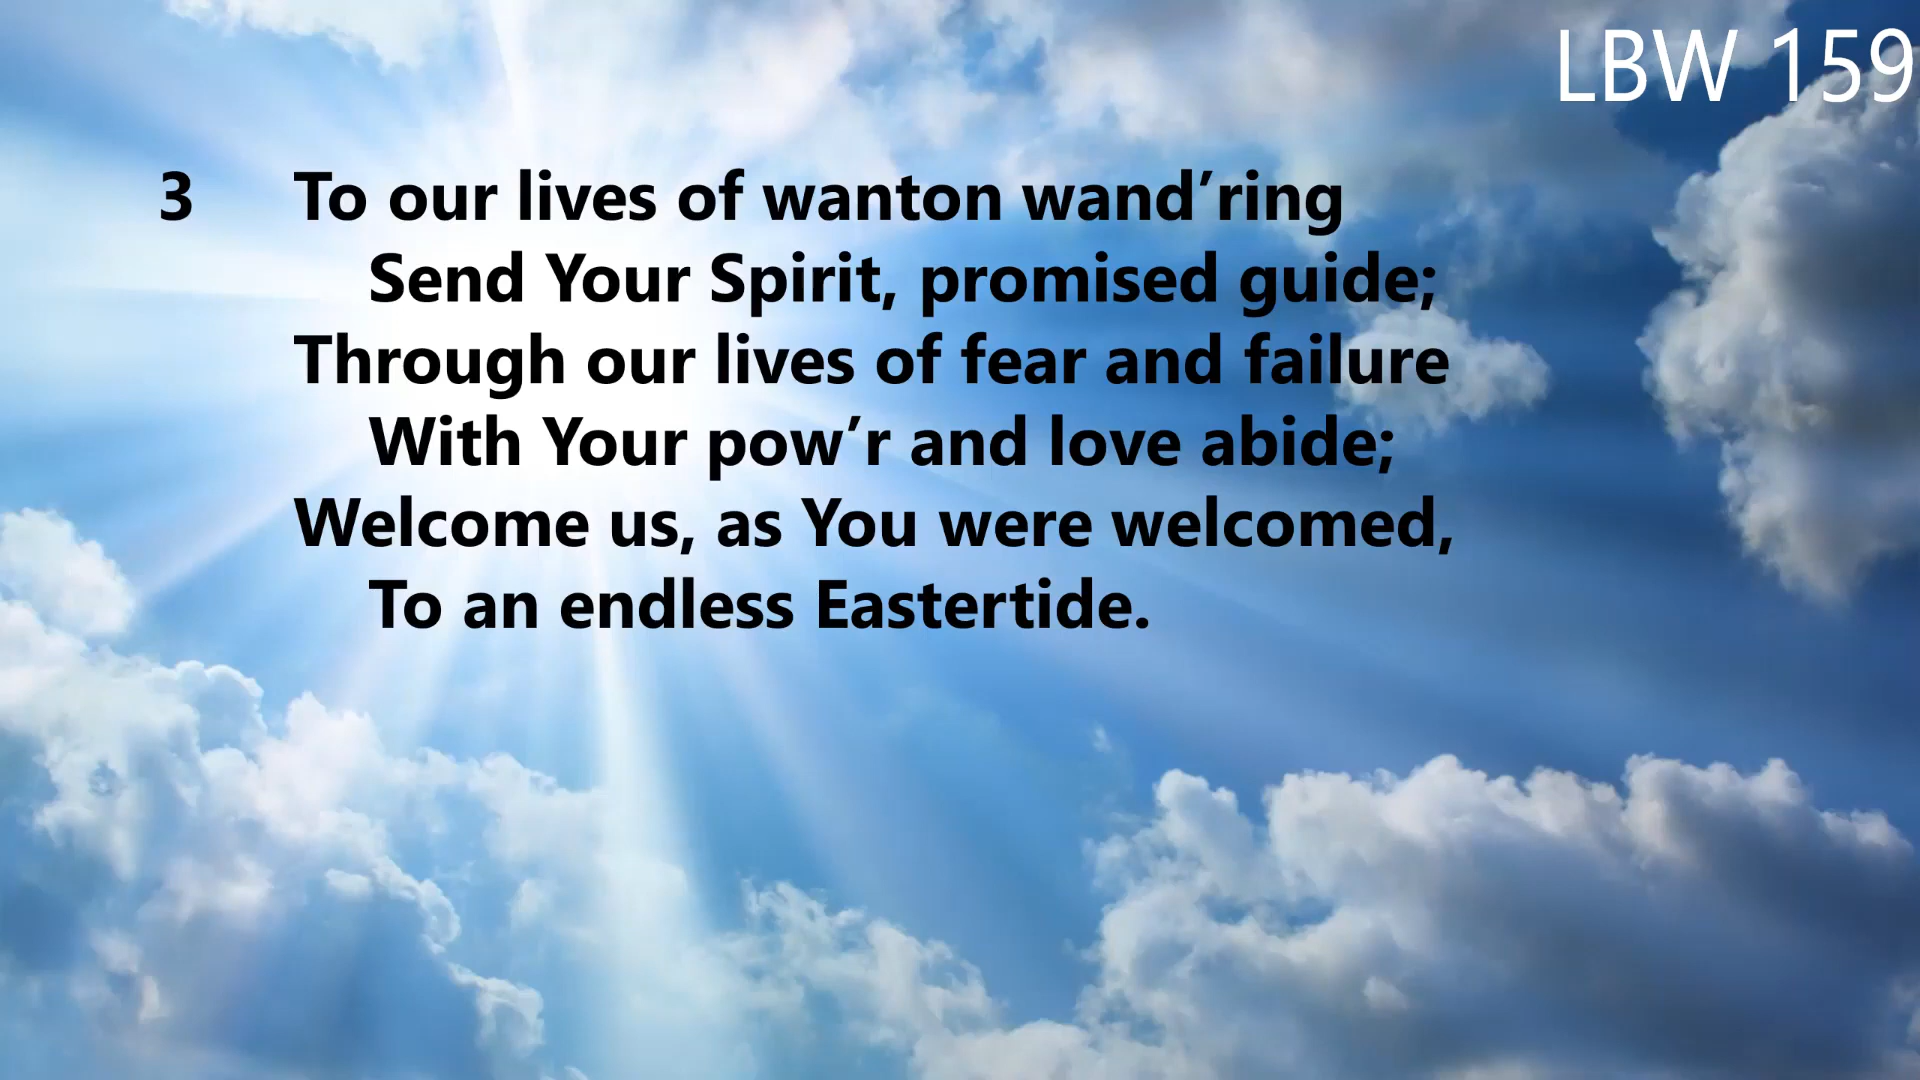 LBW 159
3 To our lives of wanton wand’ring
Send Your Spirit, promised guide;
Through our lives of fear and failure
With Your pow’r and love abide;
Welcome us, as You were welcomed,
To an endless Eastertide.